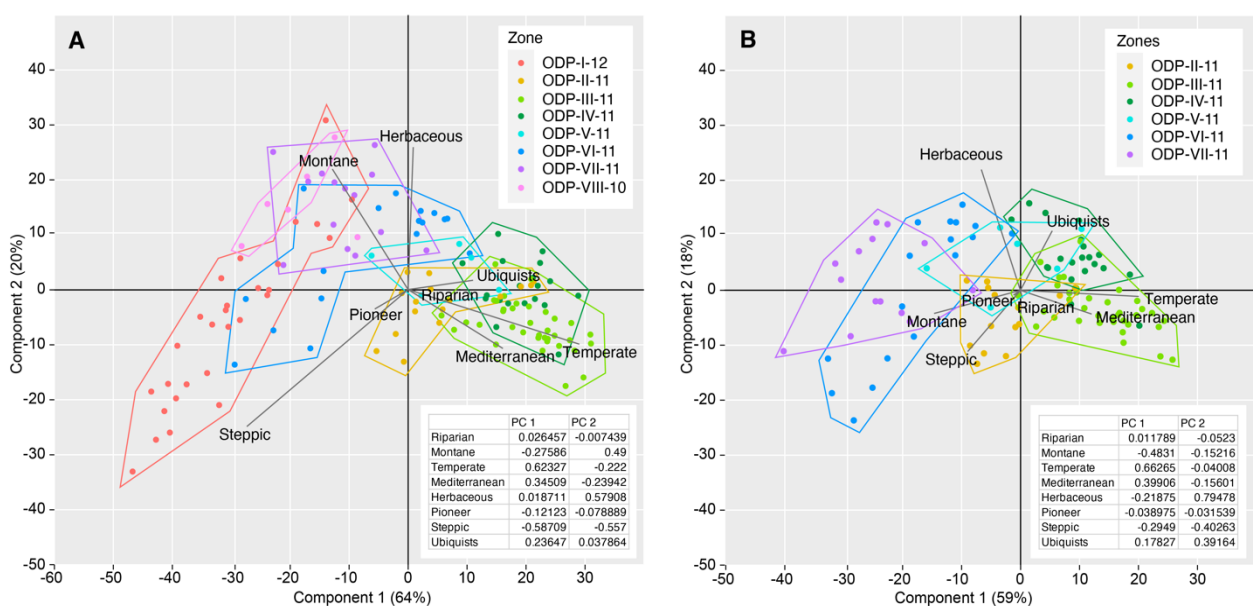 A
Zone
ODP-I-12
ODP-II-11
ODP-III-11
ODP-IV-11
ODP-V-11
ODP-VI-11
ODP-VII-11
ODP-VIII-10
Herbaceous
Montane
Ubiquists
Riparian
Pioneer
Mediterranean
Temperate
Steppic
PC 1 PC 2
Riparian 0.026457 -0.007439
Montane -0.27586 0.49
Temperate 0.62327 -0.222
Mediterranean 0.34509 -0.23942
Herbaceous 0.018711 0.57908
Pioneer -0.12123 -0.078889
Steppic -0.58709 -0.557
Ubiquists 0.23647 0.037864
Component 2 (20%)
40
30
20
10
0
-10
-20
-30
-40
-50
-60 -50 -40 -30 -20 -10 0 10 20 30
Component 1 (64%)
B
Zones
ODP-II-11
ODP-III-11
ODP-IV-11
ODP-V-11
ODP-VI-11
ODP-VII-11
Herbaceous
Ubiquists
Pioneer
Riparian
Temperate
Montane
Mediterranean
Steppic
PC 1 PC 2
Riparian 0.011789 -0.0523
Montane -0.4831 -0.15216
Temperate 0.66265 -0.04008
Mediterranean 0.39906 -0.15601
Herbaceous -0.21875 0.79478
Pioneer -0.038975 -0.031539
Steppic -0.2949 -0.40263
Ubiquists 0.17827 0.39164
Component 2 (18%)
40
30
20
10
0
-10
-20
-30
-40
-50
-50 -40 -30 -20 -10 0 10 20 30
Component 1 (59%)